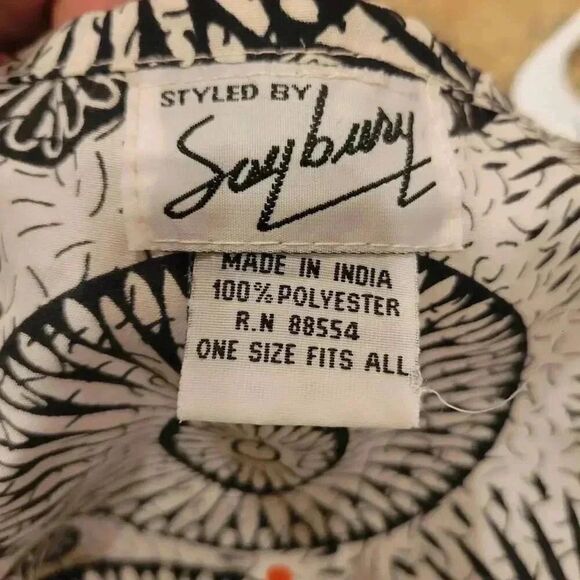 STYLED BY
Saybury
MADE IN INDIA
100% POLYESTER
R.N 88554
ONE SIZE FITS ALL